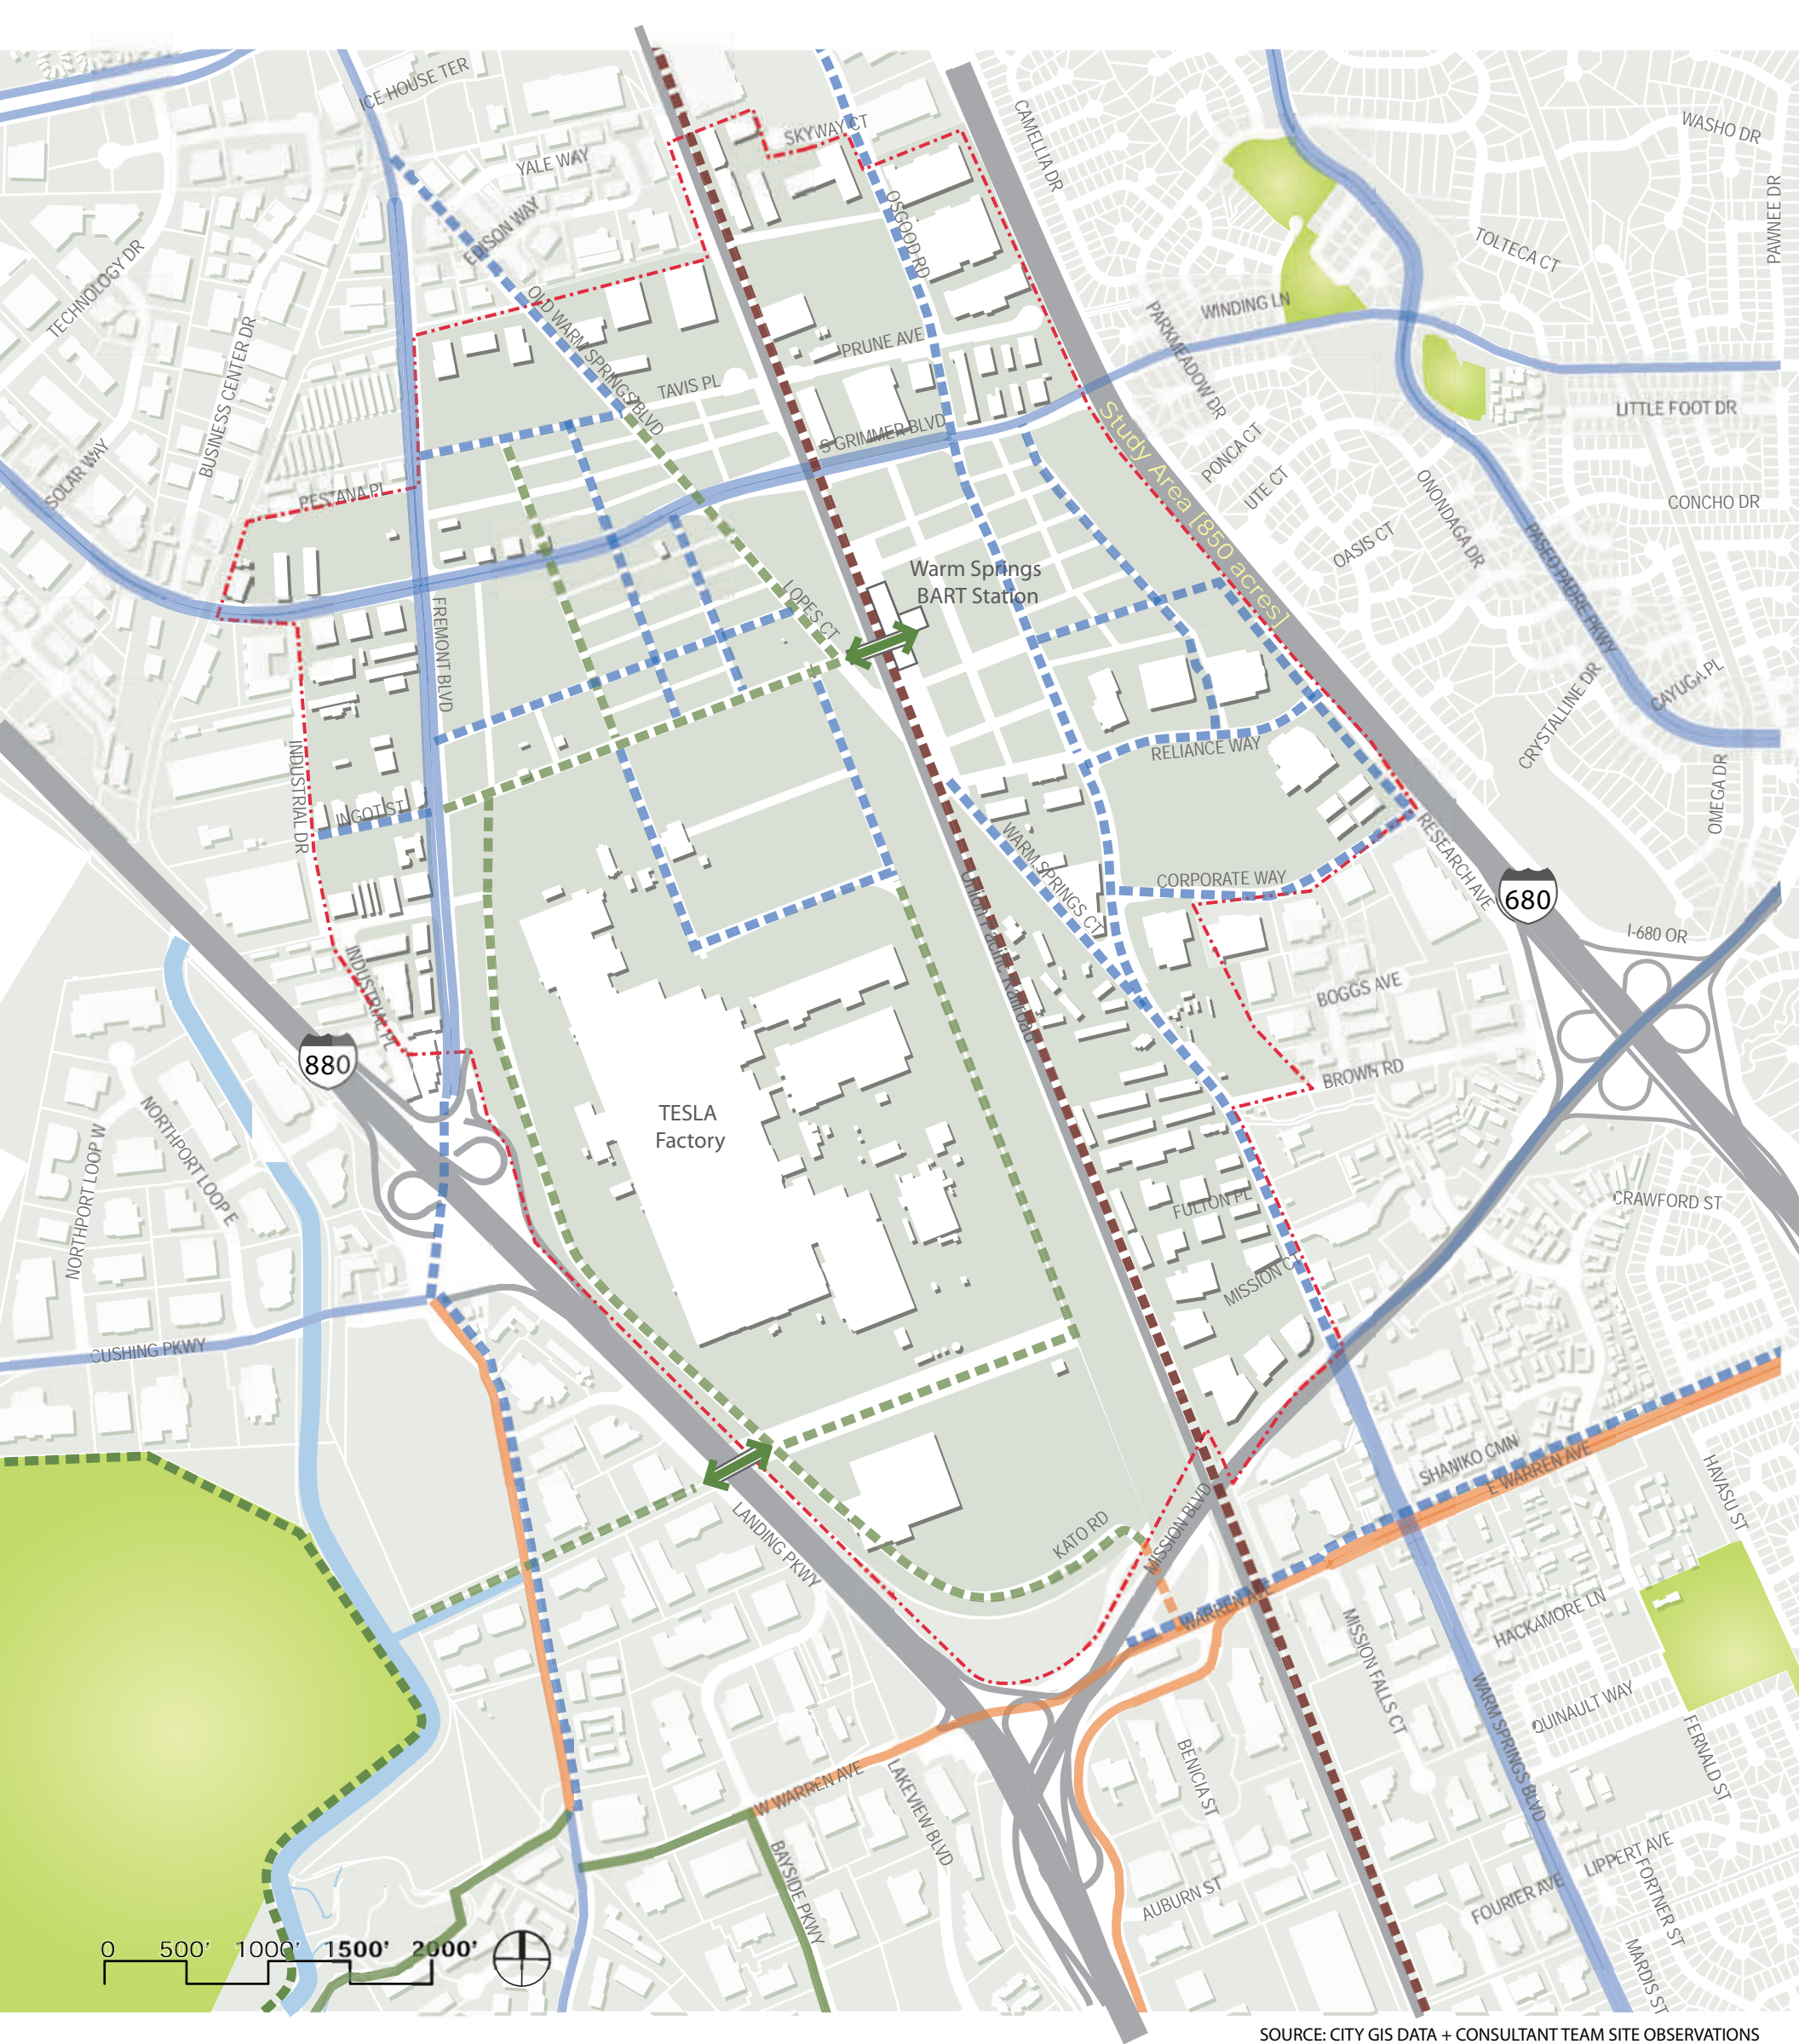 ICE HOUSE TER
SKYWAY CT
YALE WAY
CAMELLIA DR
WASHO DR
PAWNEE DR
EDISON WAY
OSGOOD RD
TECHNOLOGY DR
TOLTECA CT
BUSINESS CENTER DR
OLD WARM SPRINGS BLVD
PRUNE AVE
PARKMEADOW DR
WINDING LN
TAVIS PL
S GRIMMER BLVD
LITTLE FOOT DR
SOLAR WAY
PESTANA PL
Study Area [850 acres]
PONCA CT
UTE CT
ONONDAGA DR
CONCHO DR
OASIS CT
PASEO PADRE PKWY
Warm Springs
BART Station
LOPES CT
FREMONT BLVD
CAYUGA PL
CRYSTALLINE DR
INDUSTRIAL DR
RELIANCE WAY
OMEGA DR
INGOT ST
WARM SPRINGS CT
RESEARCH AVE
CORPORATE WAY
680
I-680 OR
Union Pacific Railroad
INDUSTRIAL PL
BOGGS AVE
880
BROWN RD
TESLA
Factory
NORTHPORT LOOP W
NORTHPORT LOOP E
FULTON PL
CRAWFORD ST
MISSION CT
CUSHING PKWY
SHANIKO CMN
E WARREN AVE
HAVASU ST
LANDING PKWY
KATO RD
MISSION BLVD
WARREN AVE
HACKAMORE LN
MISSION FALLS CT
WARM SPRINGS BLVD
QUINAULT WAY
FERNALD ST
BENICIA ST
W WARREN AVE
LAKEVIEW BLVD
BAYSIDE PKWY
AUBURN ST
LIPPERT AVE
FOURIER AVE
FORTNER ST
MARDIS ST
0 500' 1000' 1500' 2000'
SOURCE: CITY GIS DATA + CONSULTANT TEAM SITE OBSERVATIONS